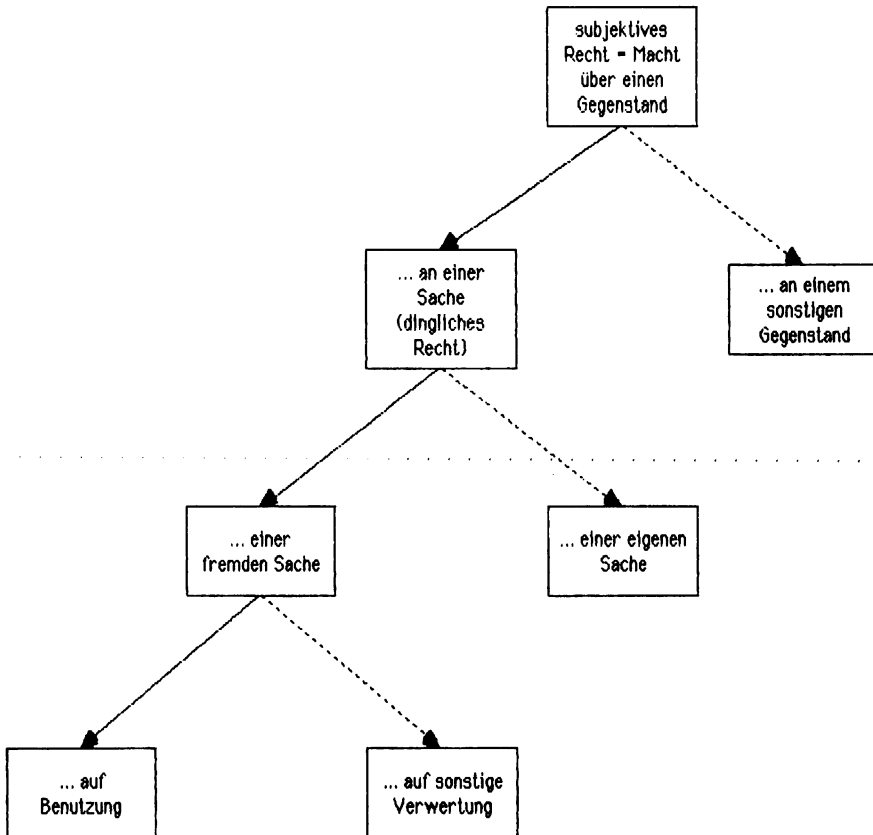 subjektives
Recht = Macht
über einen
Gegenstand
... an einer
Sache
(dingliches
Recht)
... an einem
sonstigen
Gegenstand
... einer
fremden Sache
... einer eigenen
Sache
... auf
Benutzung
... auf sonstige
Verwertung